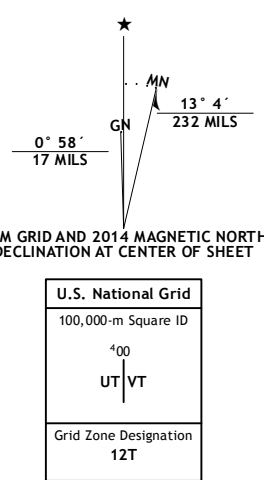 ★
MN
GN
13° 4´
232 MILS
0° 58´
17 MILS
M GRID AND 2014 MAGNETIC NORTH
DECLINATION AT CENTER OF SHEET
U.S. National Grid
100,000-m Square ID
⁴00
UT VT
Grid Zone Designation
12T